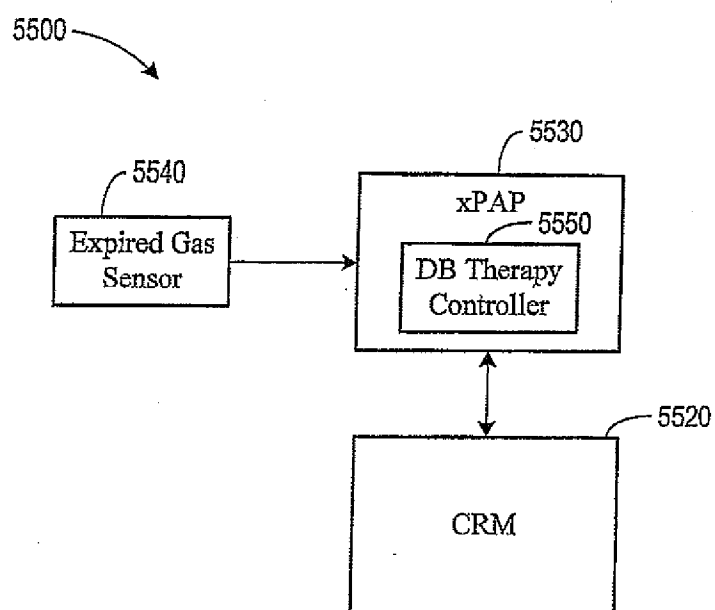 5500
5530
5540
xPAP
5550
Expired Gas
Sensor
DB Therapy
Controller
5520
CRM